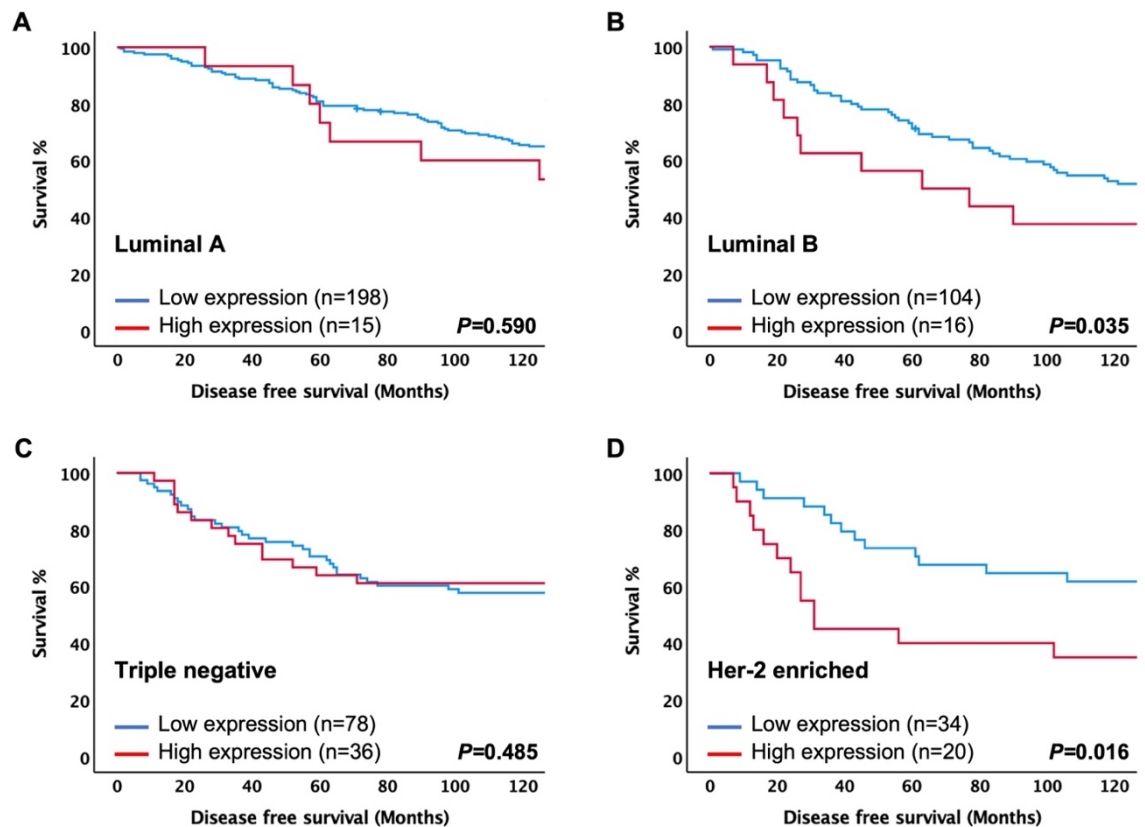 A
100
80
60
40
20
0
Survival %
Luminal A
Low expression (n=198)
High expression (n=15)
P=0.590
0 20 40 60 80 100 120
Disease free survival (Months)
B
100
80
60
40
20
0
Survival %
Luminal B
Low expression (n=104)
High expression (n=16)
P=0.035
0 20 40 60 80 100 120
Disease free survival (Months)
C
100
80
60
40
20
0
Survival %
Triple negative
Low expression (n=78)
High expression (n=36)
P=0.485
0 20 40 60 80 100 120
Disease free survival (Months)
D
100
80
60
40
20
0
Survival %
Her-2 enriched
Low expression (n=34)
High expression (n=20)
P=0.016
0 20 40 60 80 100 120
Disease free survival (Months)